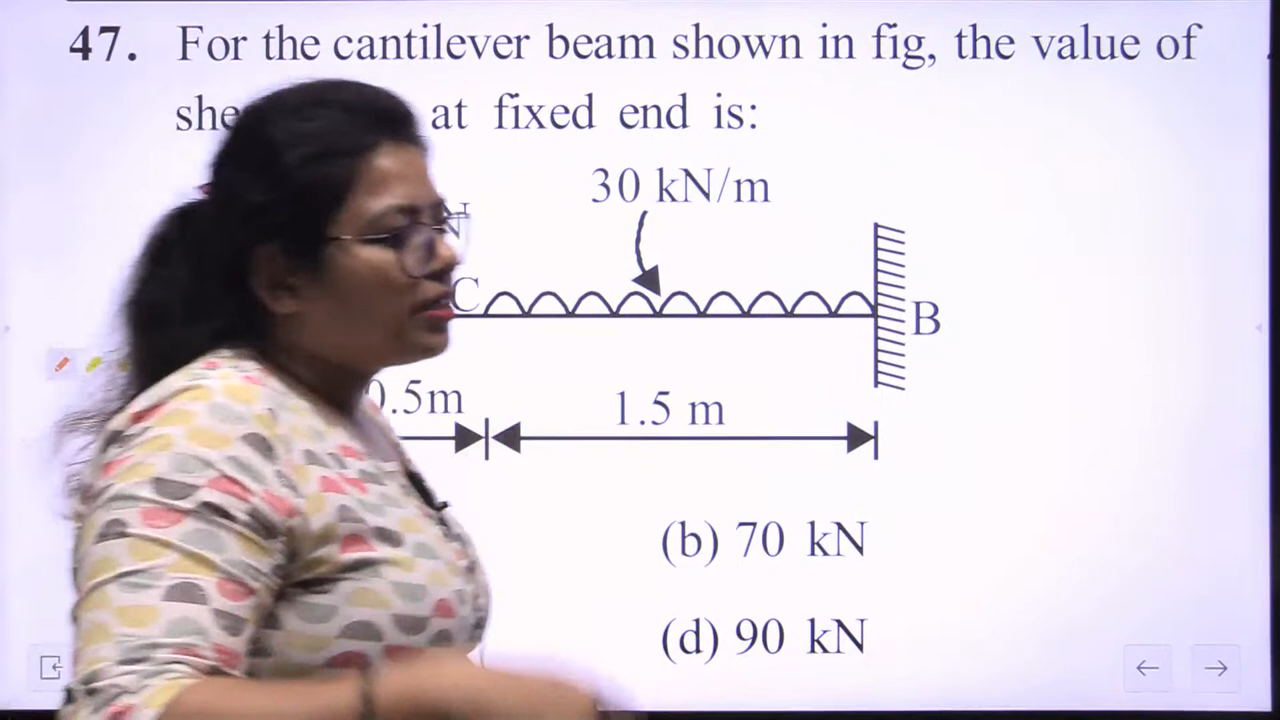 47. For the cantilever beam shown in fig, the value of
at fixed end is:
30 kN/m
N
C
B
0.5m
1.5 m
(b) 70 kN
(d) 90 kN